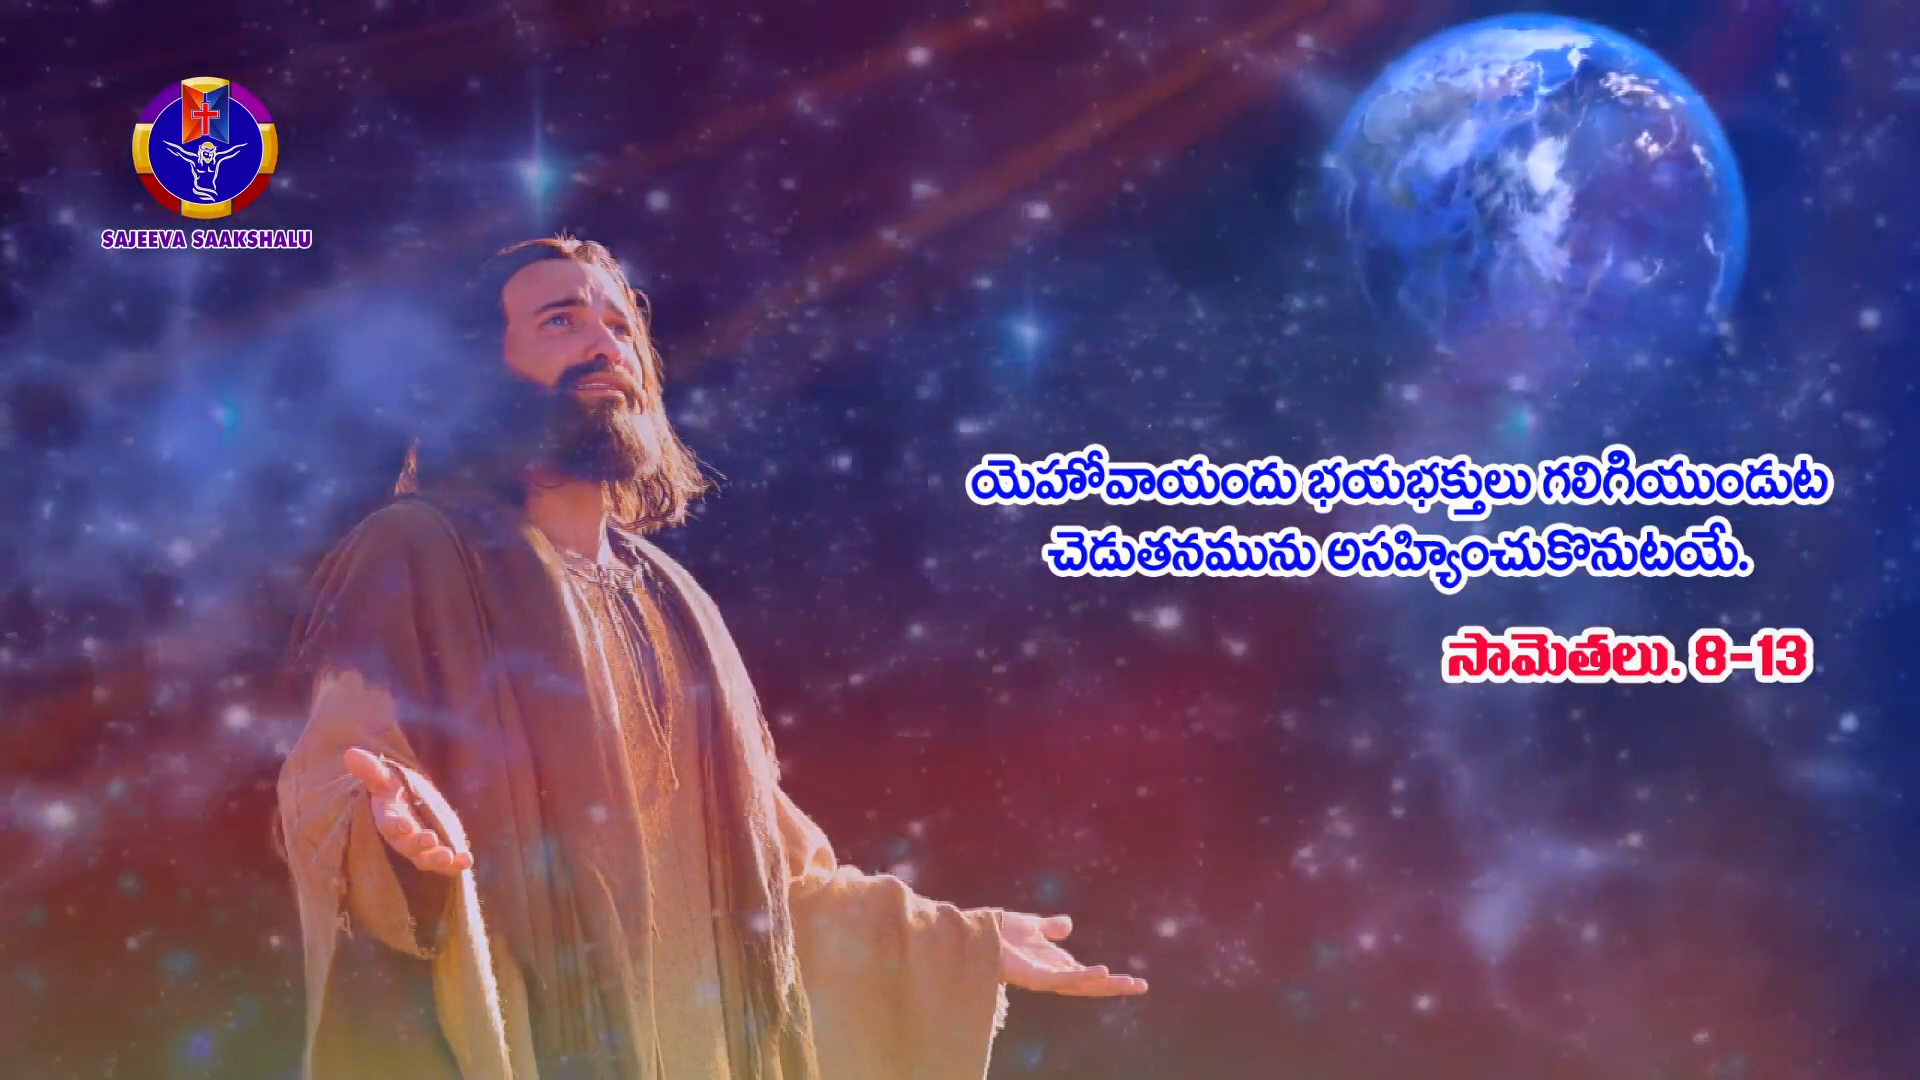 SAJEEVA SAAKSHALU
యెహోవాయందు భయభక్తులు గలిగియుండుట
చెడుతనమును అసహ్యించుకొనుటయే.
సామెతలు. 8-13